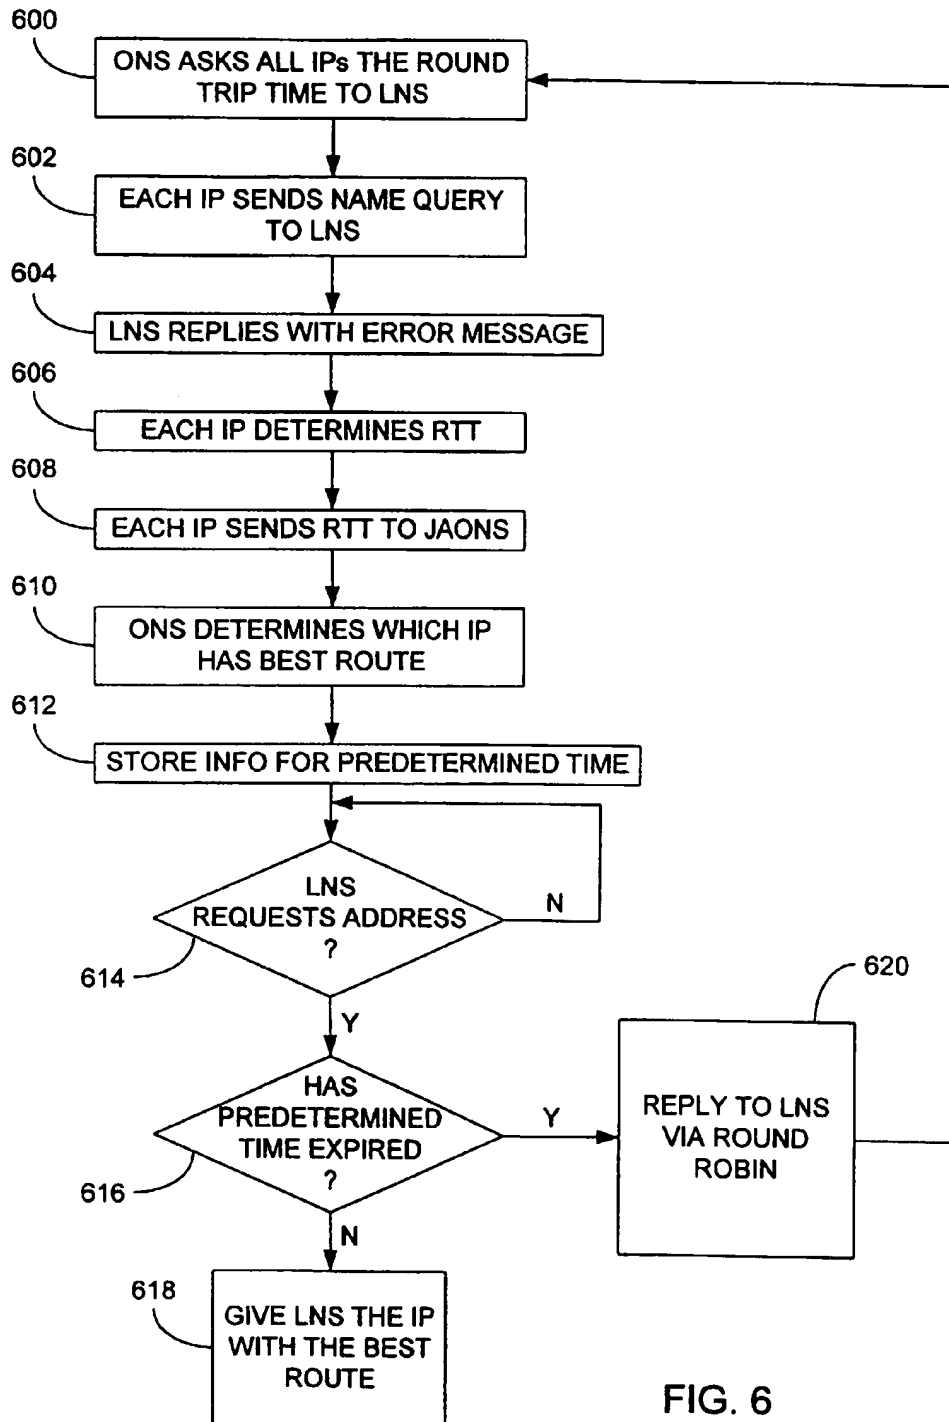 600
ONS ASKS ALL IPs THE ROUND
TRIP TIME TO LNS
602
EACH IP SENDS NAME QUERY
TO LNS
604
LNS REPLIES WITH ERROR MESSAGE
606
EACH IP DETERMINES RTT
608
EACH IP SENDS RTT TO JAONS
610
ONS DETERMINES WHICH IP
HAS BEST ROUTE
612
STORE INFO FOR PREDETERMINED TIME
LNS
REQUESTS ADDRESS
?
N
614
Y
620
HAS
PREDETERMINED
TIME EXPIRED
?
Y
616
REPLY TO LNS
VIA ROUND
ROBIN
N
618
GIVE LNS THE IP
WITH THE BEST
ROUTE
FIG. 6